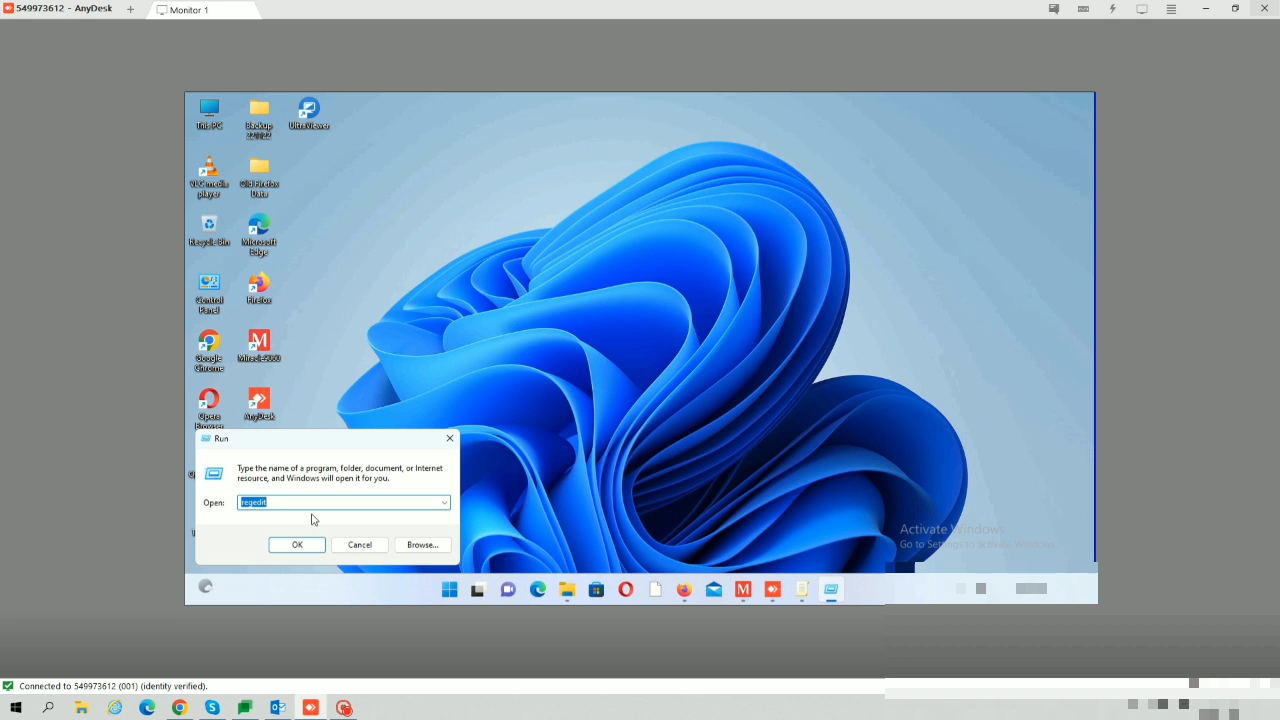 549973612 - AnyDesk
Monitor 1
This PC
Backup
UltraViewer
VLC media
player
Old Firefox
Data
Recycle Bin
Microsoft
Edge
Control
Panel
Firefox
Google
Chrome
Opera
Browser
AnyDesk
Run
Type the name of a program, folder, document, or Internet
resource, and Windows will open it for you.
Open:
regedit
OK
Cancel
Browse...
Activate Windows
Go to Settings to activate Windows.
Connected to 549973612 (001) (identity verified).